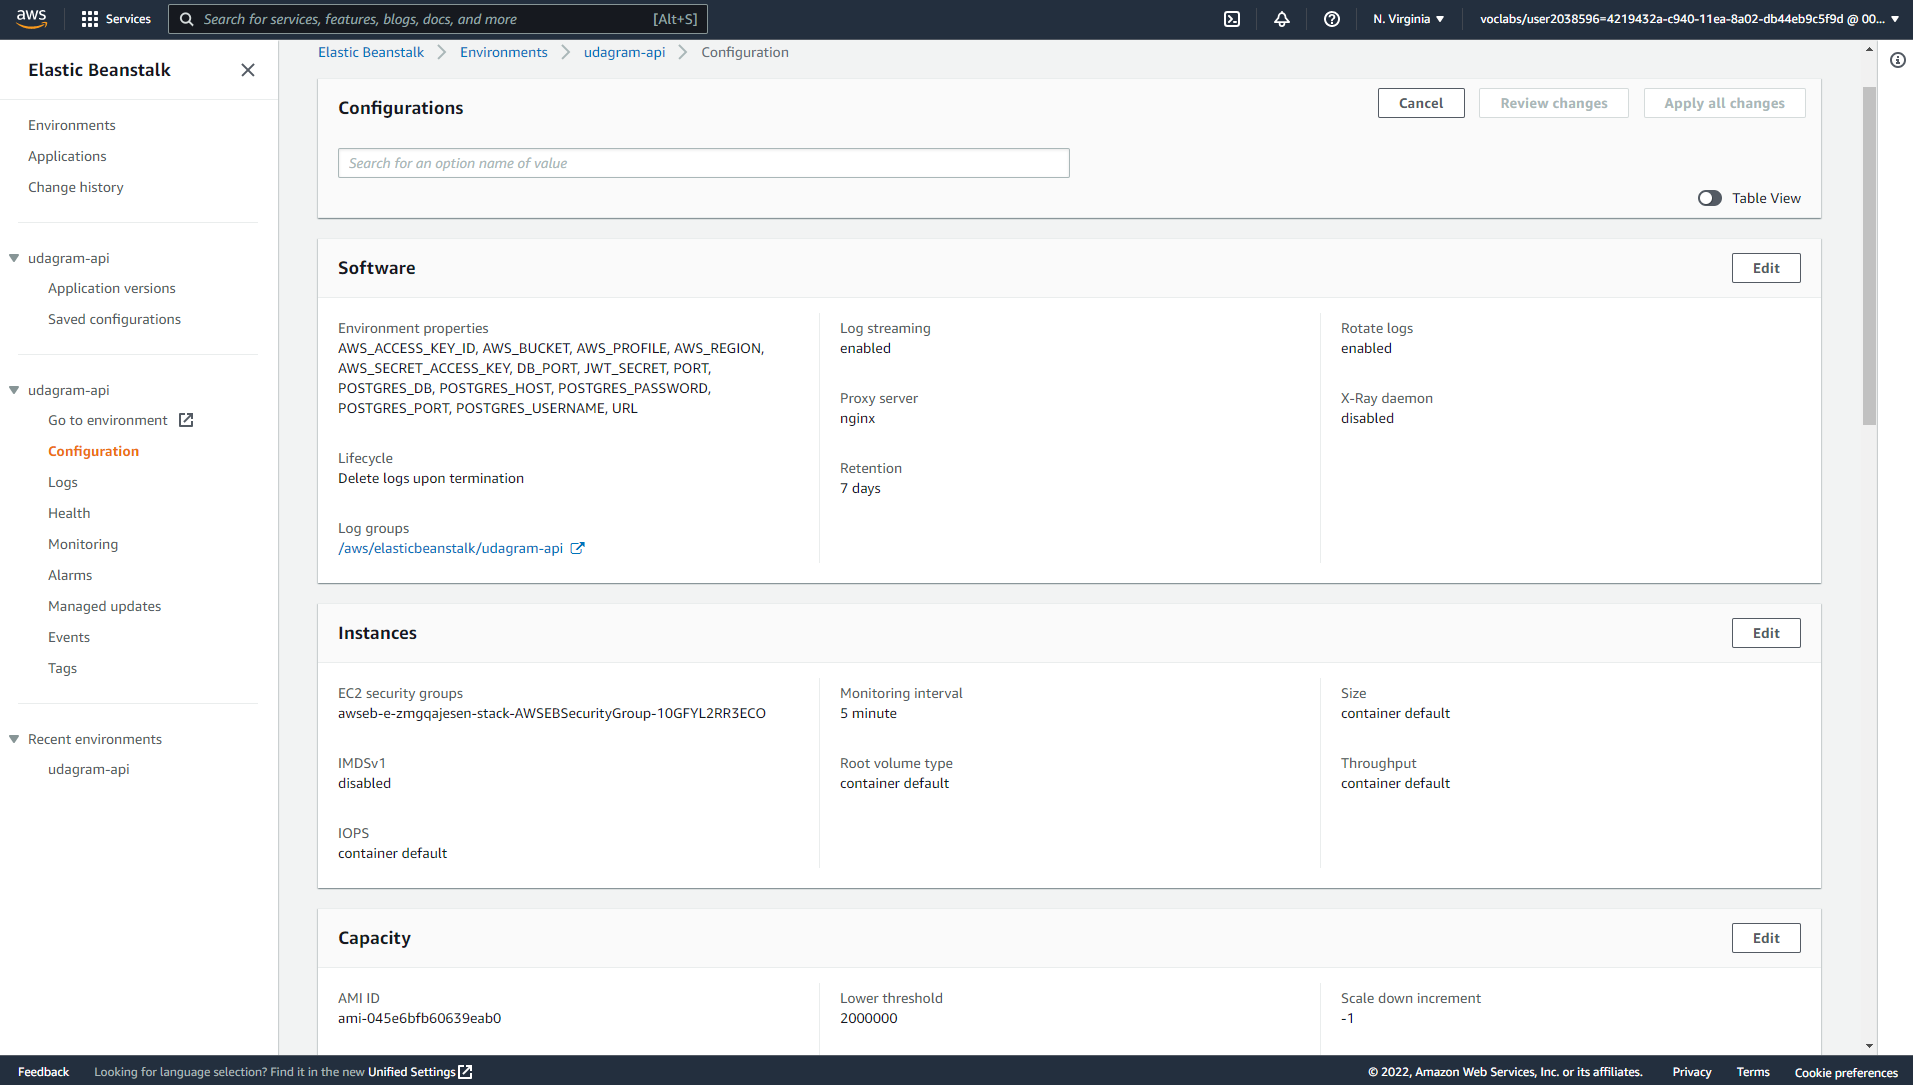 aws
Services
Search for services, features, blogs, docs, and more
[Alt+S]
N. Virginia ▼
voclabs/user2038596=4219432a-c940-11ea-8a02-db44eb9c5f9d @ 00... ▼
Elastic Beanstalk
Environments
Applications
Change history
udagram-api
Application versions
Saved configurations
udagram-api
Go to environment
Configuration
Logs
Health
Monitoring
Alarms
Managed updates
Events
Tags
Recent environments
udagram-api
Elastic Beanstalk > Environments > udagram-api > Configuration
Configurations
Cancel
Review changes
Apply all changes
Search for an option name of value
Table View
Software
Edit
Environment properties
AWS_ACCESS_KEY_ID, AWS_BUCKET, AWS_PROFILE, AWS_REGION,
AWS_SECRET_ACCESS_KEY, DB_PORT, JWT_SECRET, PORT,
POSTGRES_DB, POSTGRES_HOST, POSTGRES_PASSWORD,
POSTGRES_PORT, POSTGRES_USERNAME, URL
Lifecycle
Delete logs upon termination
Log groups
/aws/elasticbeanstalk/udagram-api
Log streaming
enabled
Proxy server
nginx
Retention
7 days
Rotate logs
enabled
X-Ray daemon
disabled
Instances
Edit
EC2 security groups
awseb-e-zmgqajesen-stack-AWSEBSecurityGroup-10GFYL2RR3ECO
IMDSv1
disabled
IOPS
container default
Monitoring interval
5 minute
Root volume type
container default
Size
container default
Throughput
container default
Capacity
Edit
AMI ID
ami-045e6bfb60639eab0
Lower threshold
2000000
Scale down increment
-1
Feedback
Looking for language selection? Find it in the new Unified Settings
© 2022, Amazon Web Services, Inc. or its affiliates.
Privacy
Terms
Cookie preferences